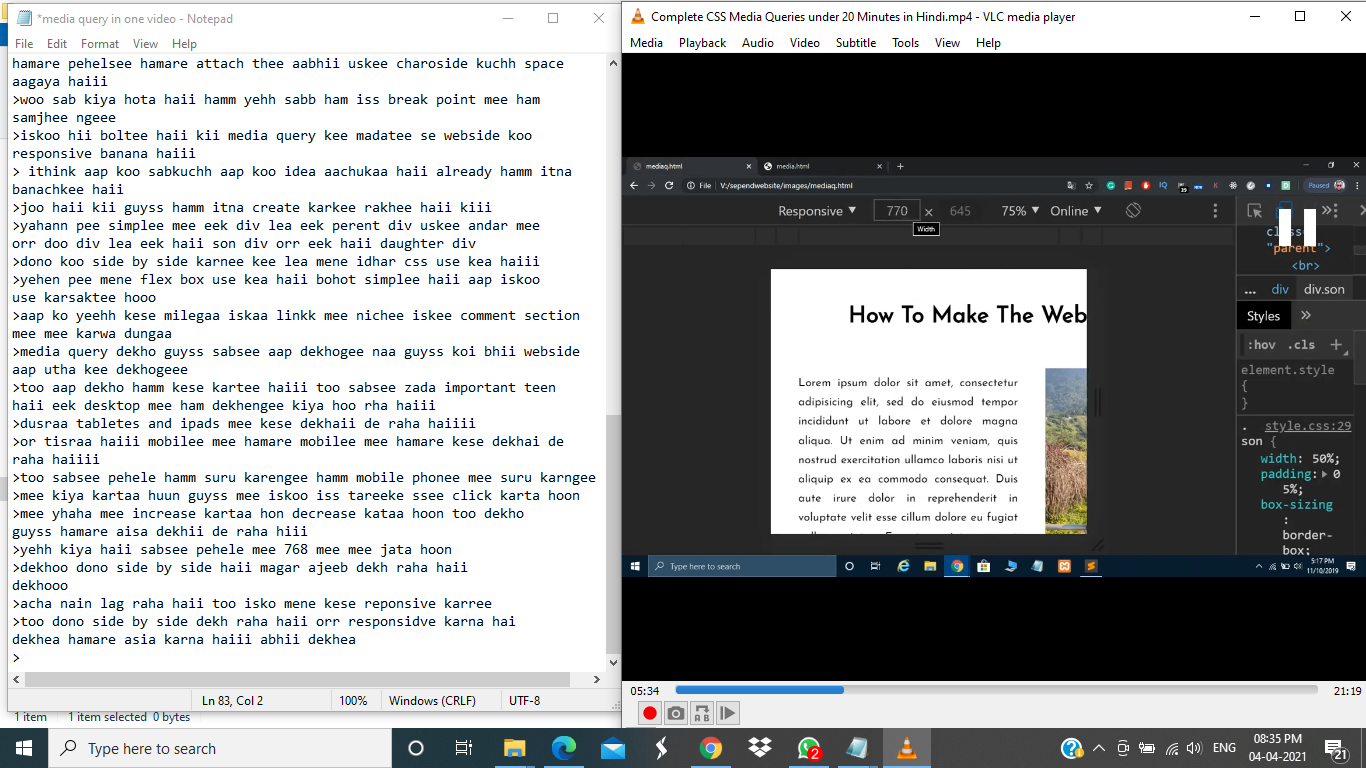 *media query in one video - Notepad
File Edit Format View Help
hamare pehelsee hamare attach thee aabhii uskee charoside kuchh space
aagaya haiii
>woo sab kiya hota haii hamm yehh sabb ham iss break point mee ham
samjhee ngeee
>iskoo hii boltee haii kii media query kee madatee se webside koo
responsive banana haiii
> ithink aap koo sabkuchh aap koo idea aachukaa haii already hamm itna
banachkee haii
>joo haii kii guyss hamm itna create karkee rakhee haii kiii
>yahann pee simplee mee eek div lea eek perent div uskee andar mee
orr doo div lea eek haii son div orr eek haii daughter div
>dono koo side by side karnee kee lea mene idhar css use kea haiii
>yehen pee mene flex box use kea haii bohot simplee haii aap iskoo
use karsaktee hooo
>aap ko yeehh kese milegaa iskaa linkk mee nichee iskee comment section
mee mee karwa dungaa
>media query dekho guyss sabsee aap dekhogee naa guyss koi bhii webside
aap utha kee dekhogeee
>too aap dekho hamm kese kartee haiii too sabsee zada important teen
haii eek desktop mee ham dekhengee kiya hoo rha haiii
>dusraa tabletes and ipads mee kese dekhaii de raha haiiii
>or tisraa haiii mobilee mee hamare mobilee mee hamare kese dekhai de
raha haiiii
>too sabsee pehele hamm suru karengee hamm mobile phonee mee suru karngee
>mee kiya kartaa huun guyss mee iskoo iss tareeke ssee click karta hoon
>mee yhaha mee increase kartaa hon decrease kataa hoon too dekho
guyss hamare aisa dekhii de raha hiii
>yehh kiya haii sabsee pehele mee 768 mee mee jata hoon
>dekhoo dono side by side haii magar ajeeb dekh raha haii
dekhooo
>acha nain lag raha haii too isko mene kese reponsive karree
>too dono side by side dekh raha haii orr responsidve karna hai
dekhea hamare asia karna haiii abhii dekhea
>
Ln 83, Col 2 100% Windows (CRLF) UTF-8
1 item 1 item selected 0 bytes
Complete CSS Media Queries under 20 Minutes in Hindi.mp4 - VLC media player
Media Playback Audio Video Subtitle Tools View Help
mediaq.html media.html
File V:/sependwebsite/images/mediaq.html Paused
Responsive 770 × 645 75% Online
Width
How To Make The Web
Lorem ipsum dolor sit amet, consectetur
adipisicing elit, sed do eiusmod tempor
incididunt ut labore et dolore magna
aliqua. Ut enim ad minim veniam, quis
nostrud exercitation ullamco laboris nisi ut
aliquip ex ea commodo consequat. Duis
aute irure dolor in reprehenderit in
voluptate velit esse cillum dolore eu fugiat
class=
"parent">
<br>
... div div.son
Styles »
:hov .cls +
element.style
{
}
. style.css:29
son {
width: 50%;
padding: 0
5%;
box-sizing
:
border-
box;
Type here to search
5:17 PM
11/10/2019
05:34 21:19
Type here to search
2
ENG
08:35 PM
04-04-2021
21